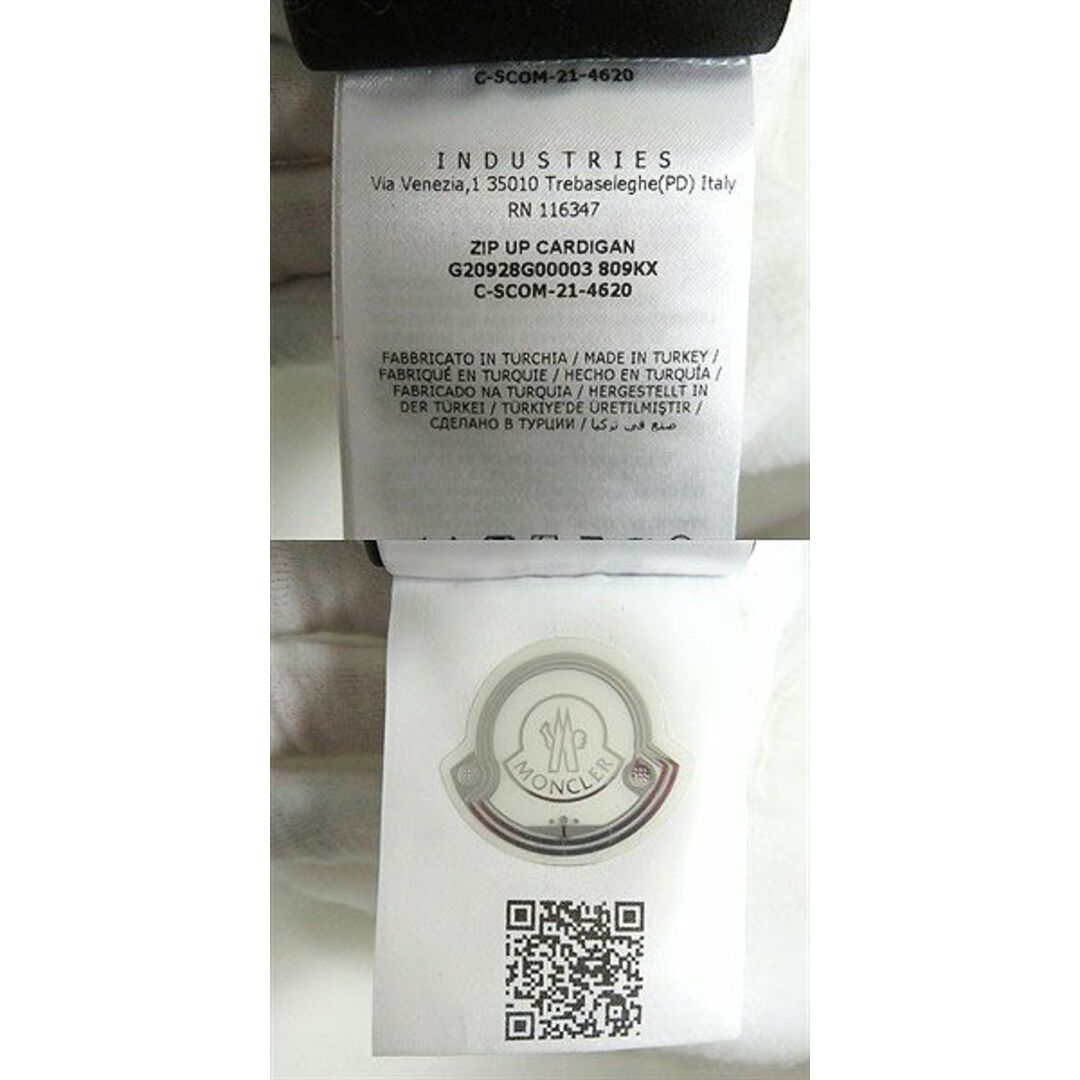 C-SCOM-21-4620
INDUSTRIES
Via Venezia,1 35010 Trebaseleghe(PD) Italy
RN 116347
ZIP UP CARDIGAN
G20928G00003 809KX
C-SCOM-21-4620
FABBRICATO IN TURCHIA / MADE IN TURKEY /
FABRIQUÉ EN TURQUIE / HECHO EN TURQUÍA /
FABRICADO NA TURQUIA / HERGESTELLT IN
DER TÜRKEI / TÜRKİYE'DE ÜRETILMIŞTIR /
СДЕЛАНО В ТУРЦИИ / صنع في تركيا
MONCLER